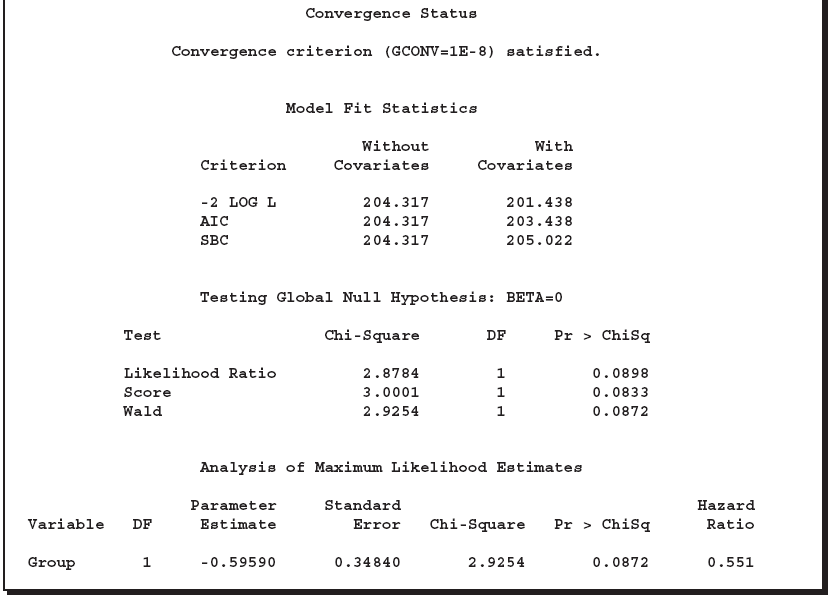 Convergence Status
Convergence criterion (GCONV=1E-8) satisfied.
Model Fit Statistics
Without With
Criterion Covariates Covariates
-2 LOG L 204.317 201.438
AIC 204.317 203.438
SBC 204.317 205.022
Testing Global Null Hypothesis: BETA=0
Test Chi-Square DF Pr > ChiSq
Likelihood Ratio 2.8784 1 0.0898
Score 3.0001 1 0.0833
Wald 2.9254 1 0.0872
Analysis of Maximum Likelihood Estimates
Parameter Standard Hazard
Variable DF Estimate Error Chi-Square Pr > ChiSq Ratio
Group 1 -0.59590 0.34840 2.9254 0.0872 0.551